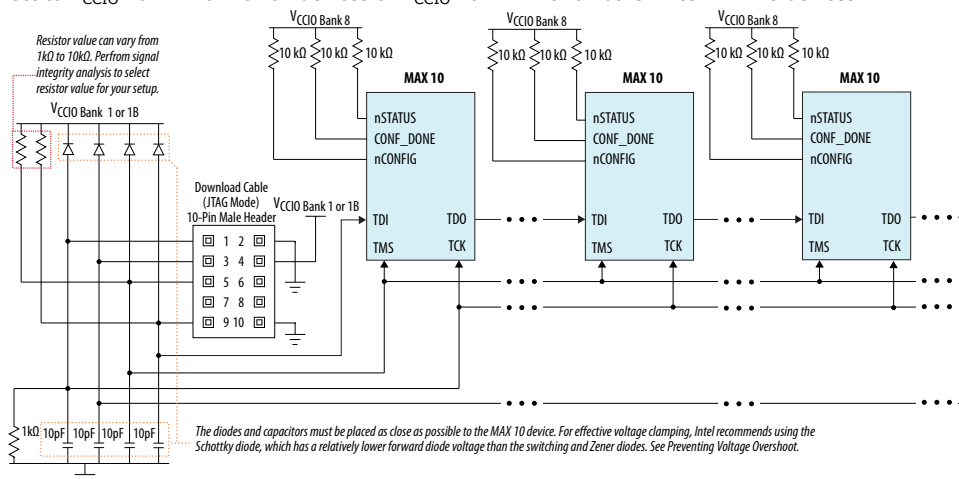 V CCIO Bank 8
V CCIO Bank 8
V CCIO Bank 8
Resistor value can vary from
1kΩ to 10kΩ. Perfrom signal
integrity analysis to select
resistor value for your setup.
10 kΩ 10 kΩ 10 kΩ
10 kΩ 10 kΩ 10 kΩ
10 kΩ 10 kΩ 10 kΩ
MAX 10
MAX 10
MAX 10
V CCIO Bank 1 or 1B
nSTATUS
CONF_DONE
nCONFIG
nSTATUS
CONF_DONE
nCONFIG
nSTATUS
CONF_DONE
nCONFIG
Download Cable
(JTAG Mode)
10-Pin Male Header
V CCIO Bank 1 or 1B
TDI TDO
TMS TCK
TDI TDO
TMS TCK
TDI TDO
TMS TCK
1 2
3 4
5 6
7 8
9 10
1kΩ 10pF 10pF 10pF 10pF
The diodes and capacitors must be placed as close as possible to the MAX 10 device. For effective voltage clamping, Intel recommends using the
Schottky diode, which has a relatively lower forward diode voltage than the switching and Zener diodes. See Preventing Voltage Overshoot.